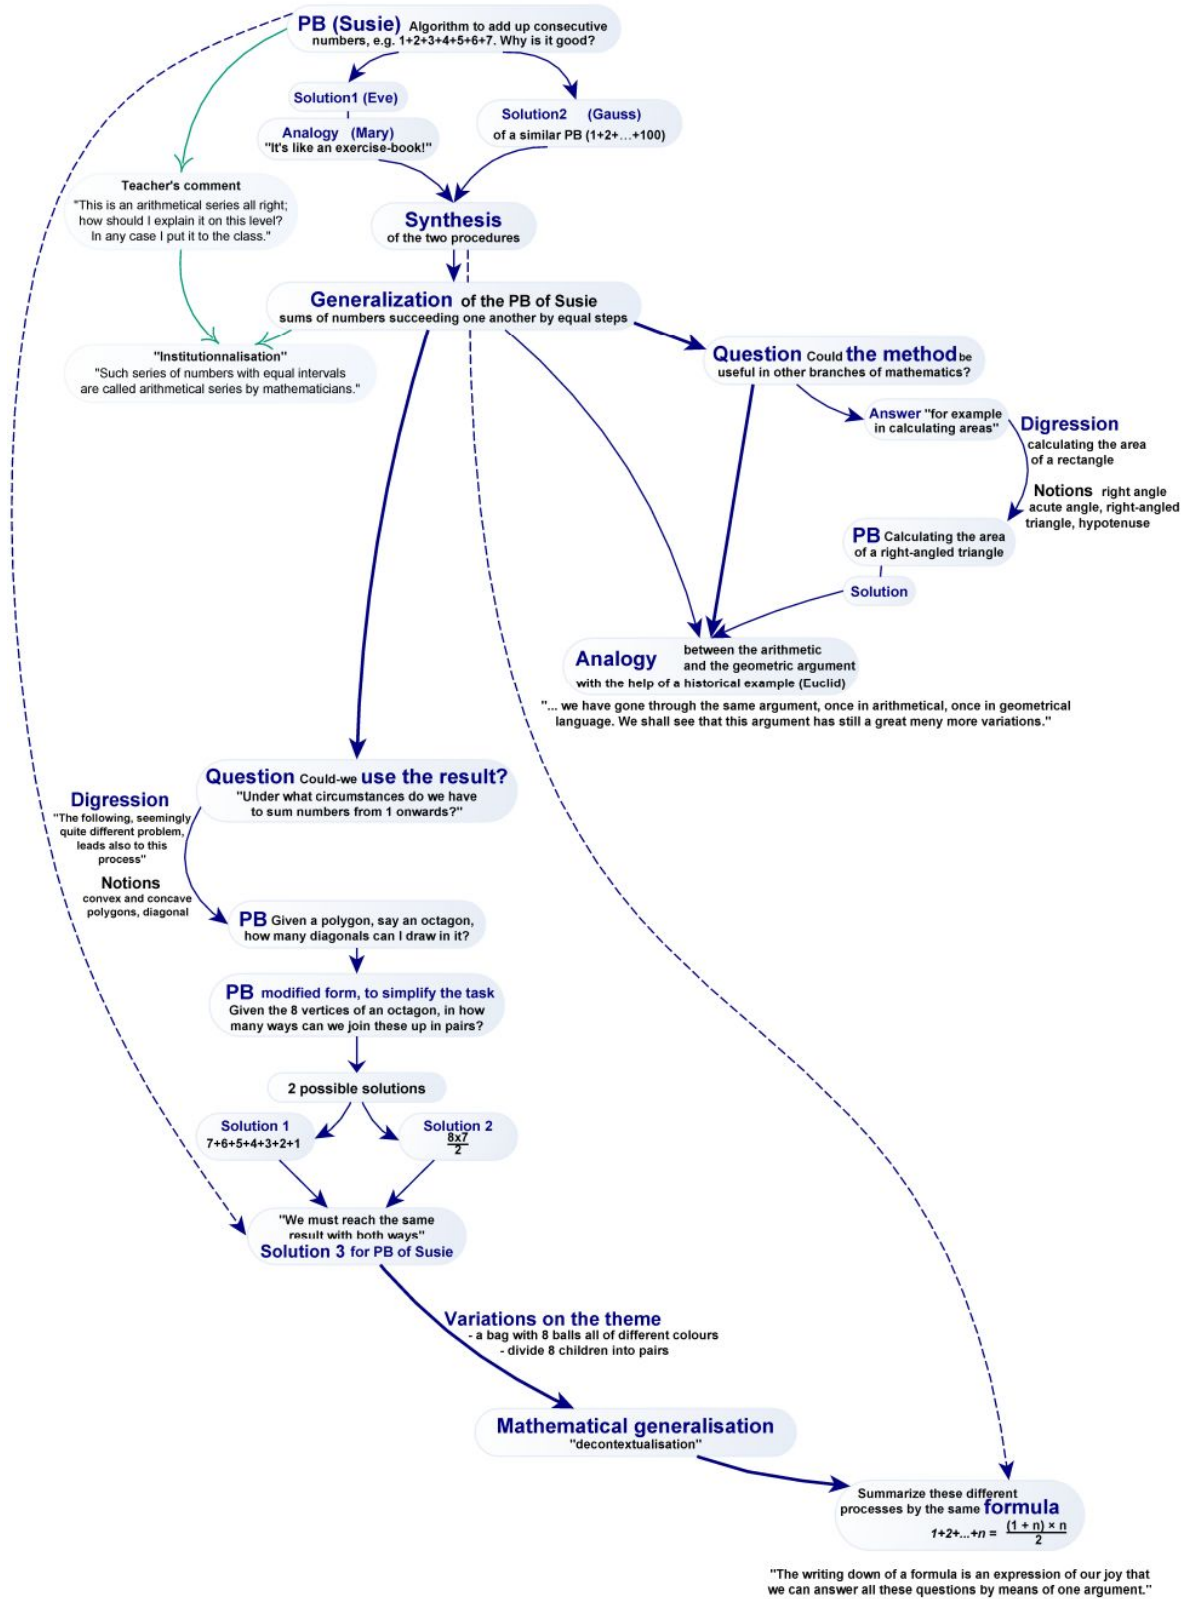 PB (Susie) Algorithm to add up consecutive
numbers, e.g. 1+2+3+4+5+6+7. Why is it good?
Solution1 (Eve)
Analogy (Mary)
"It's like an exercise-book!"
Solution2 (Gauss)
of a similar PB (1+2+...+100)
Teacher's comment
"This is an arithmetical series all right;
how should I explain it on this level?
In any case I put it to the class."
Synthesis
of the two procedures
Generalization of the PB of Susie
sums of numbers succeeding one another by equal steps
"Institutionnalisation"
"Such series of numbers with equal intervals
are called arithmetical series by mathematicians."
Question Could the method be
useful in other branches of mathematics?
Answer "for example
in calculating areas"
Digression
calculating the area
of a rectangle
Notions right angle
acute angle, right-angled
triangle, hypotenuse
PB Calculating the area
of a right-angled triangle
Solution
Analogy between the arithmetic
and the geometric argument
with the help of a historical example (Euclid)
"... we have gone through the same argument, once in arithmetical, once in geometrical
language. We shall see that this argument has still a great meny more variations."
Question Could-we use the result?
"Under what circumstances do we have
to sum numbers from 1 onwards?"
Digression
"The following, seemingly
quite different problem,
leads also to this
process"
Notions
convex and concave
polygons, diagonal
PB Given a polygon, say an octagon,
how many diagonals can I draw in it?
PB modified form, to simplify the task
Given the 8 vertices of an octagon, in how
many ways can we join these up in pairs?
2 possible solutions
Solution 1
7+6+5+4+3+2+1
Solution 2
8x7
2
"We must reach the same
result with both ways"
Solution 3 for PB of Susie
Variations on the theme
- a bag with 8 balls all of different colours
- divide 8 children into pairs
Mathematical generalisation
"decontextualisation"
Summarize these different
processes by the same formula
1+2+...+n = (1 + n) × n
2
"The writing down of a formula is an expression of our joy that
we can answer all these questions by means of one argument."